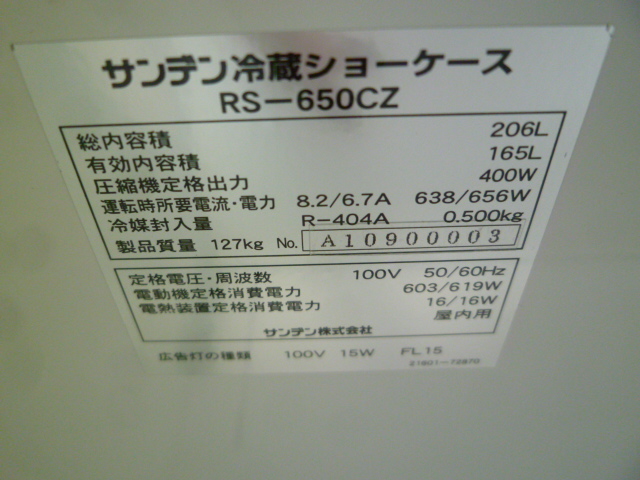 サンデン冷蔵ショーケース
RS-650CZ
総内容積 206L
有効内容積 165L
圧縮機定格出力 400W
運転時所要電流・電力 8.2/6.7A 638/656W
冷媒封入量 R-404A 0.500kg
製品質量 127kg No. A10900003
定格電圧・周波数 100V 50/60Hz
電動機定格消費電力 603/619W
電熱装置定格消費電力 16/16W
屋内用
サンデン株式会社
広告灯の種類 100V 15W FL15